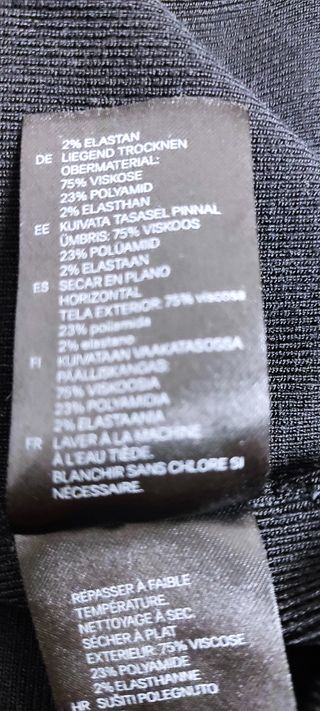 2% ELASTAN
DE LIEGEND TROCKNEN
OBERMATERIAL:
75% VISKOSE
23% POLYAMID
2% ELASTHAN
EE KUIVATA TASASEL PINNAL
ÜMBRIS: 75% VISKOOS
23% POLÜAMIID
2% ELASTAAN
ES SECAR EN PLANO
HORIZONTAL
TELA EXTERIOR: 75% viscosa
23% poliamida
2% elastano
FI KUIVATAAN VAAKATASOSSA
PÄÄLLISKANGAS:
75% VISKOOSIA
23% POLYAMIDIA
2% ELASTAANIA
FR LAVER À LA MACHINE
À L'EAU TIÈDE.
BLANCHIR SANS CHLORE SI
NÉCESSAIRE.
REPASSER À FAIBLE
TEMPÉRATURE.
NETTOYAGE À SEC.
SÉCHER À PLAT
EXTERIEUR: 75% VISCOSE
23% POLYAMIDE
2% ELASTHANNE
HR SUŠITI POLEGNUTO